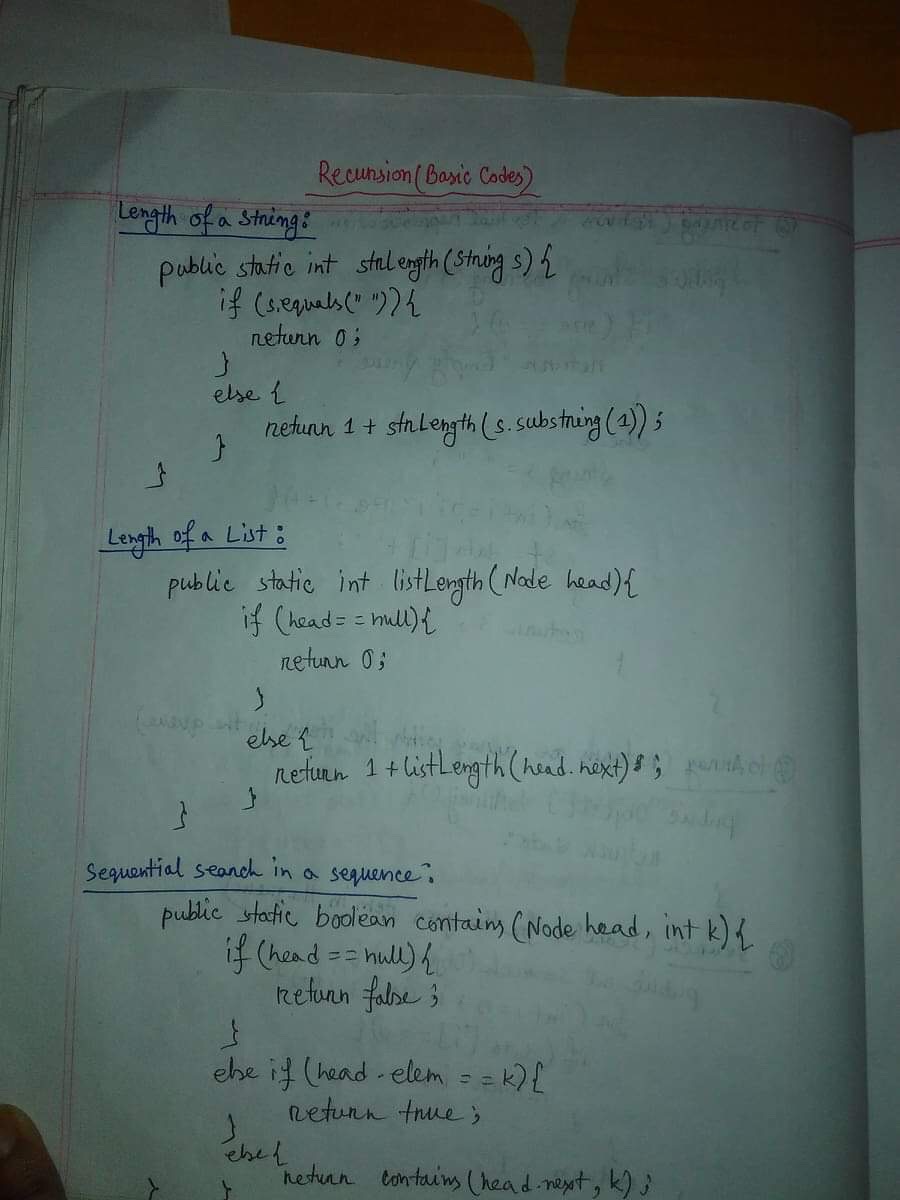 Recursion (Basic Codes)
Length of a String:
public static int strLength (String s) {
if (s.equals(" ")) {
return 0;
}
else {
return 1 + strLength (s.substring (1)) ;
}
}
Length of a List :
public static int listLength (Node head) {
if (head = = null) {
return 0;
}
else {
return 1 + listLength (head.next) ;
}
}
Sequential search in a sequence :
public static boolean contains (Node head, int k) {
if (head = = null) {
return false ;
}
else if (head.elem = = k) {
return true ;
}
else {
return contains (head.next, k) ;
} }